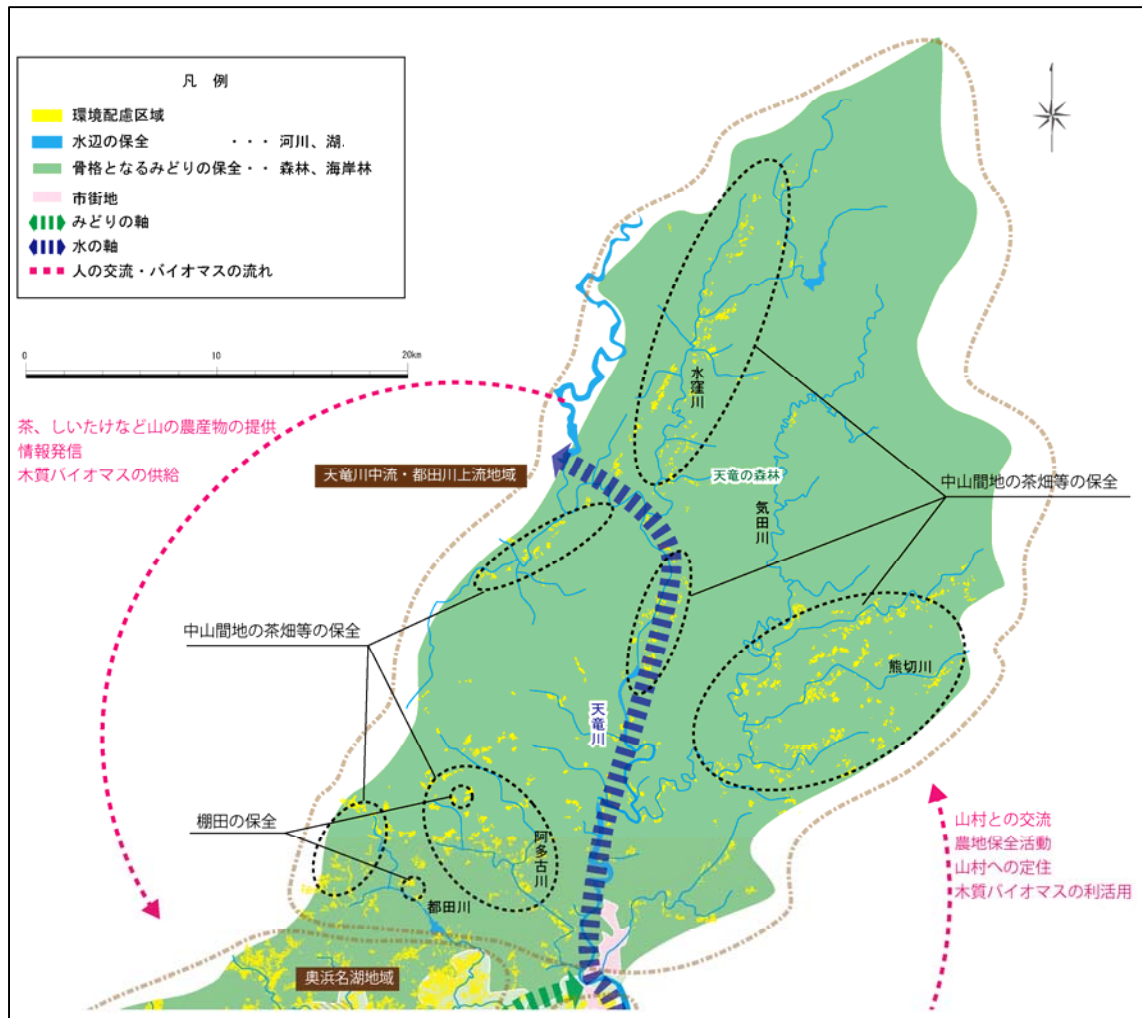 凡 例
環境配慮区域
水辺の保全 ・・・ 河川、湖.
骨格となるみどりの保全・・ 森林、海岸林
市街地
みどりの軸
水の軸
人の交流・バイオマスの流れ
0 10 20km
茶、しいたけなど山の農産物の提供
情報発信
木質バイオマスの供給
天竜川中流・都田川上流地域
水窪川
天竜の森林
気田川
中山間地の茶畑等の保全
中山間地の茶畑等の保全
熊切川
天竜川
棚田の保全
阿多古川
都田川
山村との交流
農地保全活動
山村への定住
木質バイオマスの利活用
奥浜名湖地域